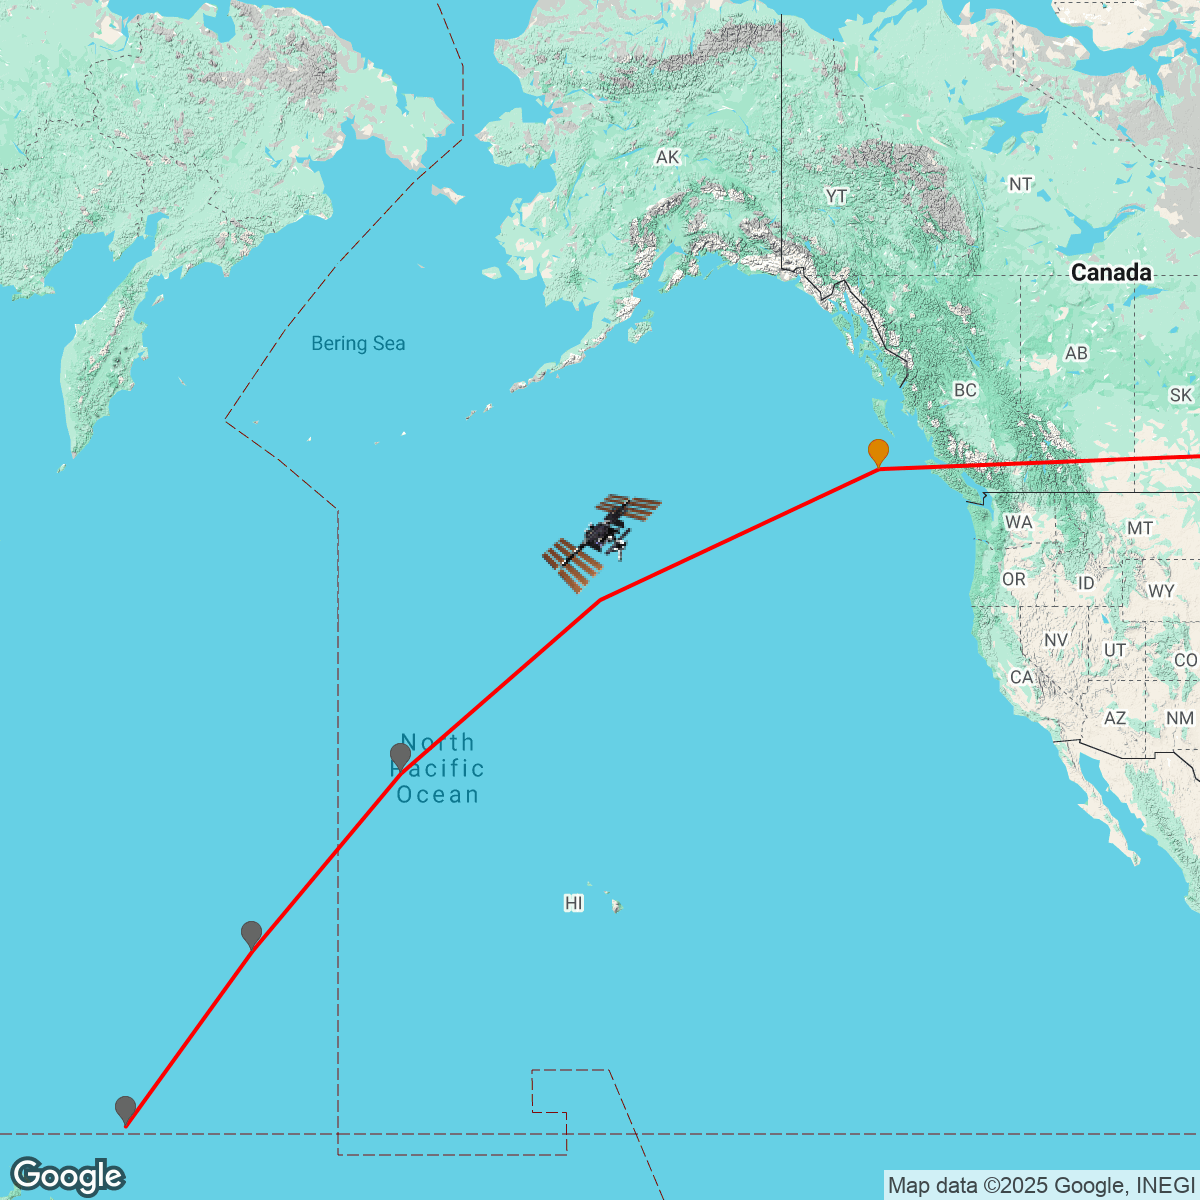 AK
YT
NT
Canada
Bering Sea
AB
BC
SK
WA
MT
OR
ID
WY
NV
UT
CO
CA
AZ
NM
North
Pacific
Ocean
HI
Google
Map data ©2025 Google, INEGI